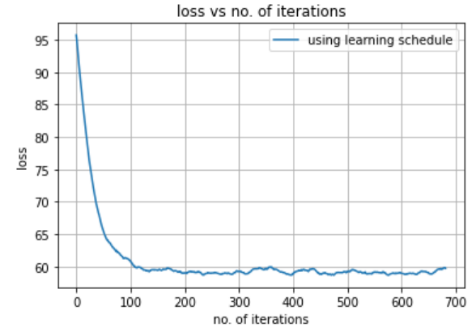 loss vs no. of iterations
using learning schedule
loss
95
90
85
80
75
70
65
60
0 100 200 300 400 500 600 700
no. of iterations